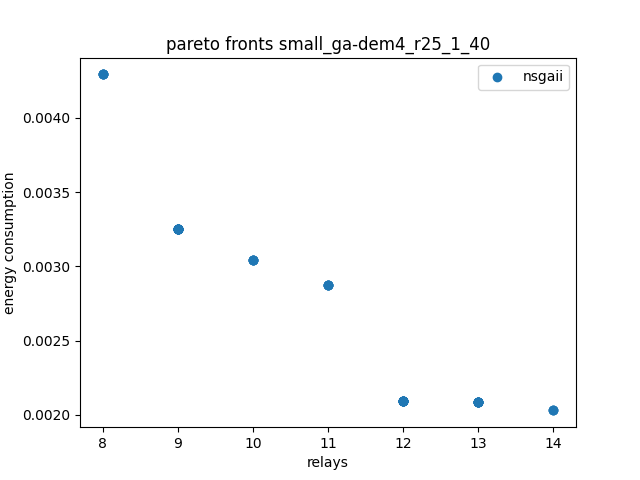 pareto fronts small_ga-dem4_r25_1_40
nsgaii
0.0040
0.0035
0.0030
0.0025
0.0020
energy consumption
8 9 10 11 12 13 14
relays